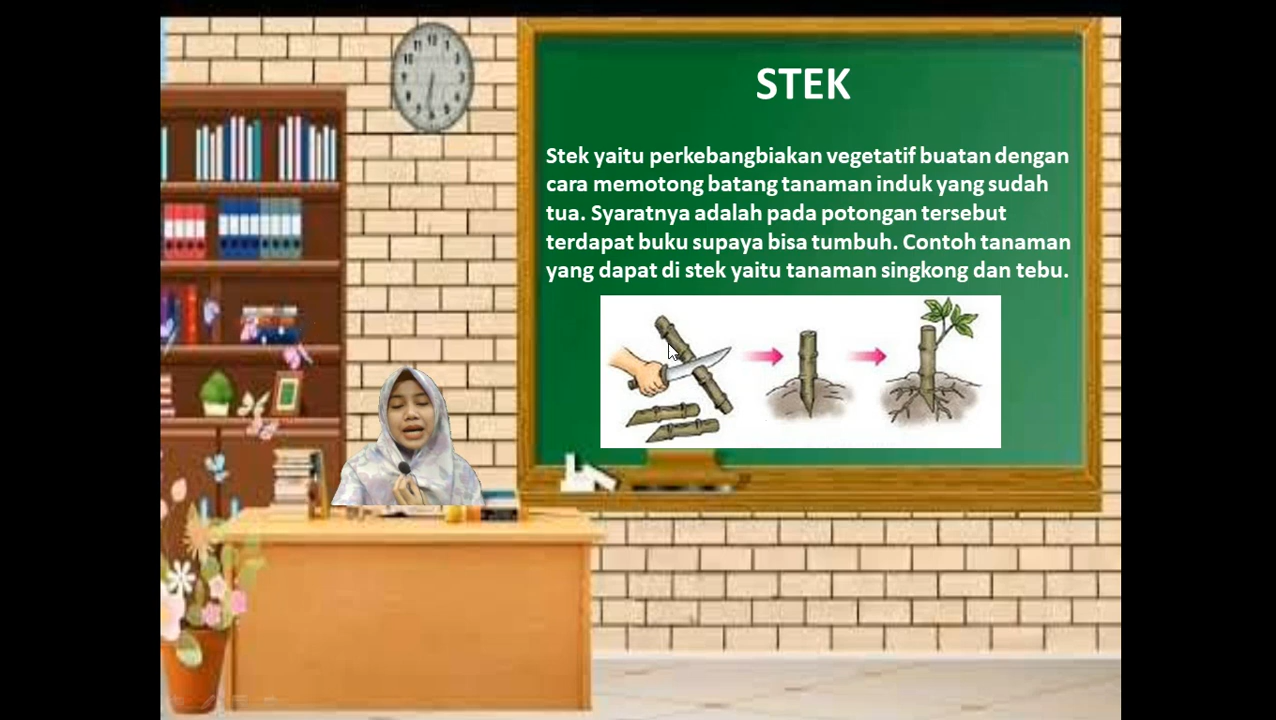 STEK
Stek yaitu perkebangbiakan vegetatif buatan dengan
cara memotong batang tanaman induk yang sudah
tua. Syaratnya adalah pada potongan tersebut
terdapat buku supaya bisa tumbuh. Contoh tanaman
yang dapat di stek yaitu tanaman singkong dan tebu.